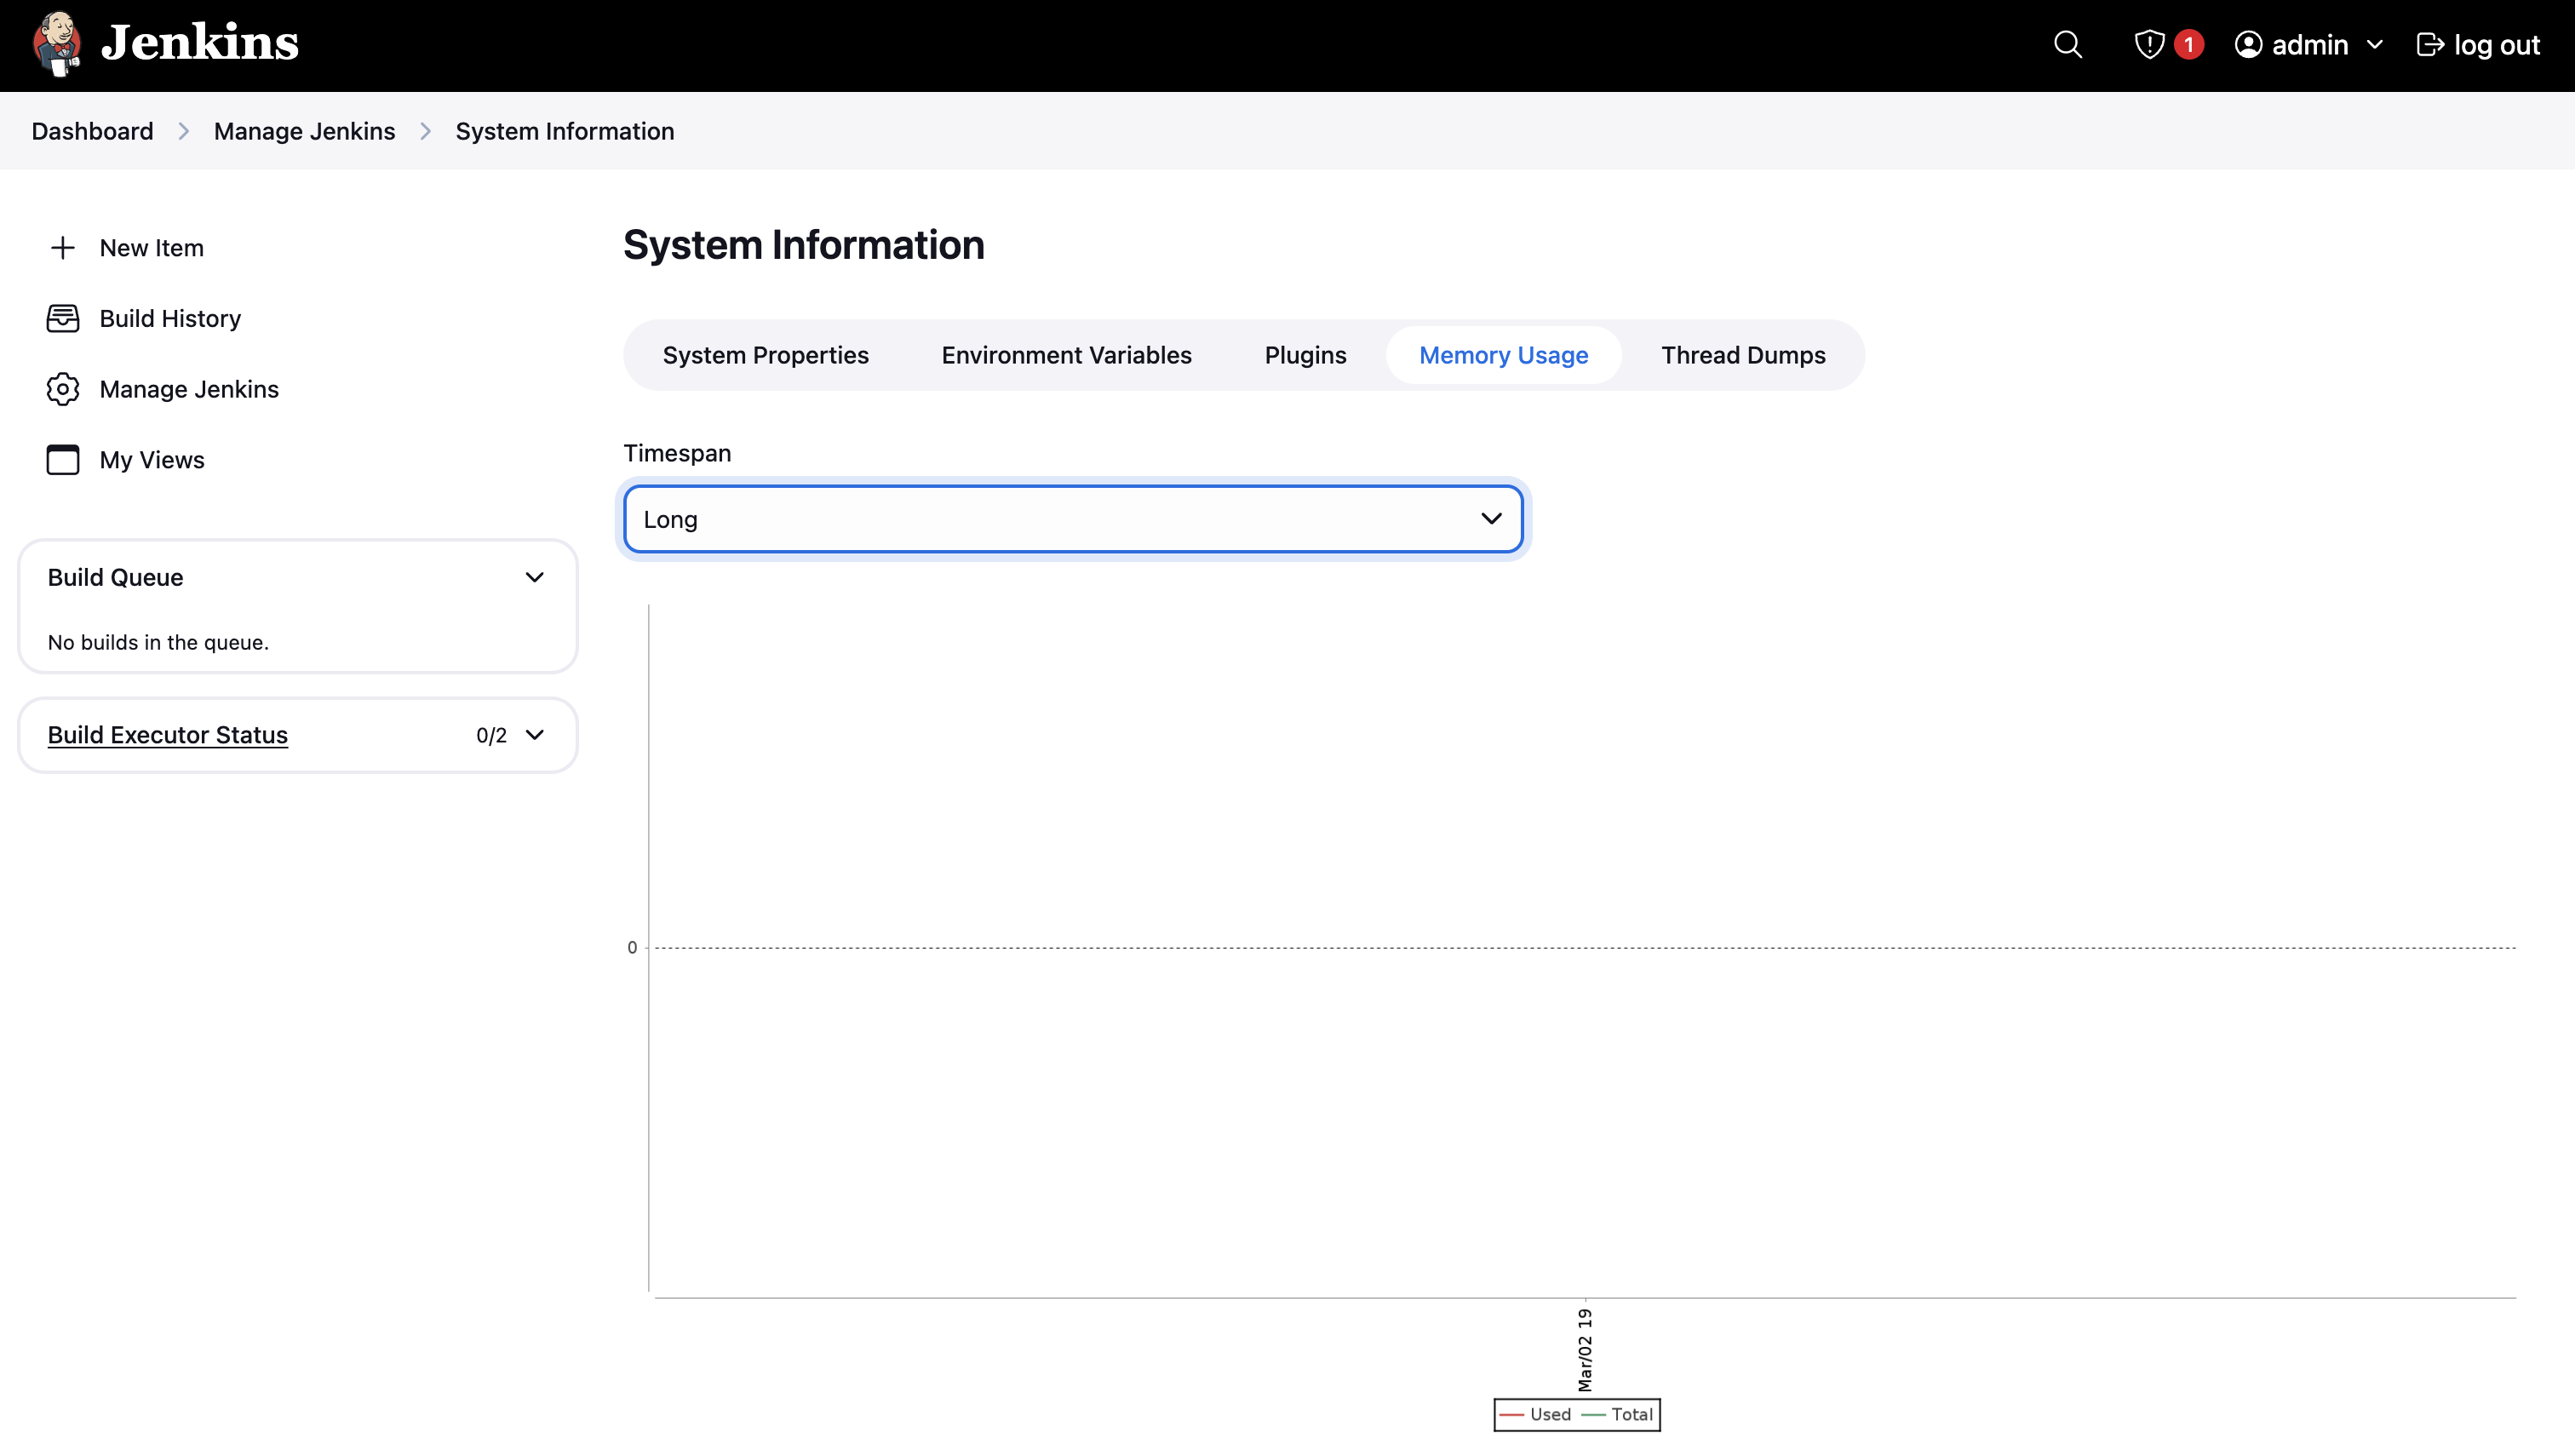 Jenkins
1
admin
log out
Dashboard
Manage Jenkins
System Information
New Item
Build History
Manage Jenkins
My Views
Build Queue
No builds in the queue.
Build Executor Status
0/2
System Information
System Properties
Environment Variables
Plugins
Memory Usage
Thread Dumps
Timespan
Long
0
Mar/02 19
Used
Total